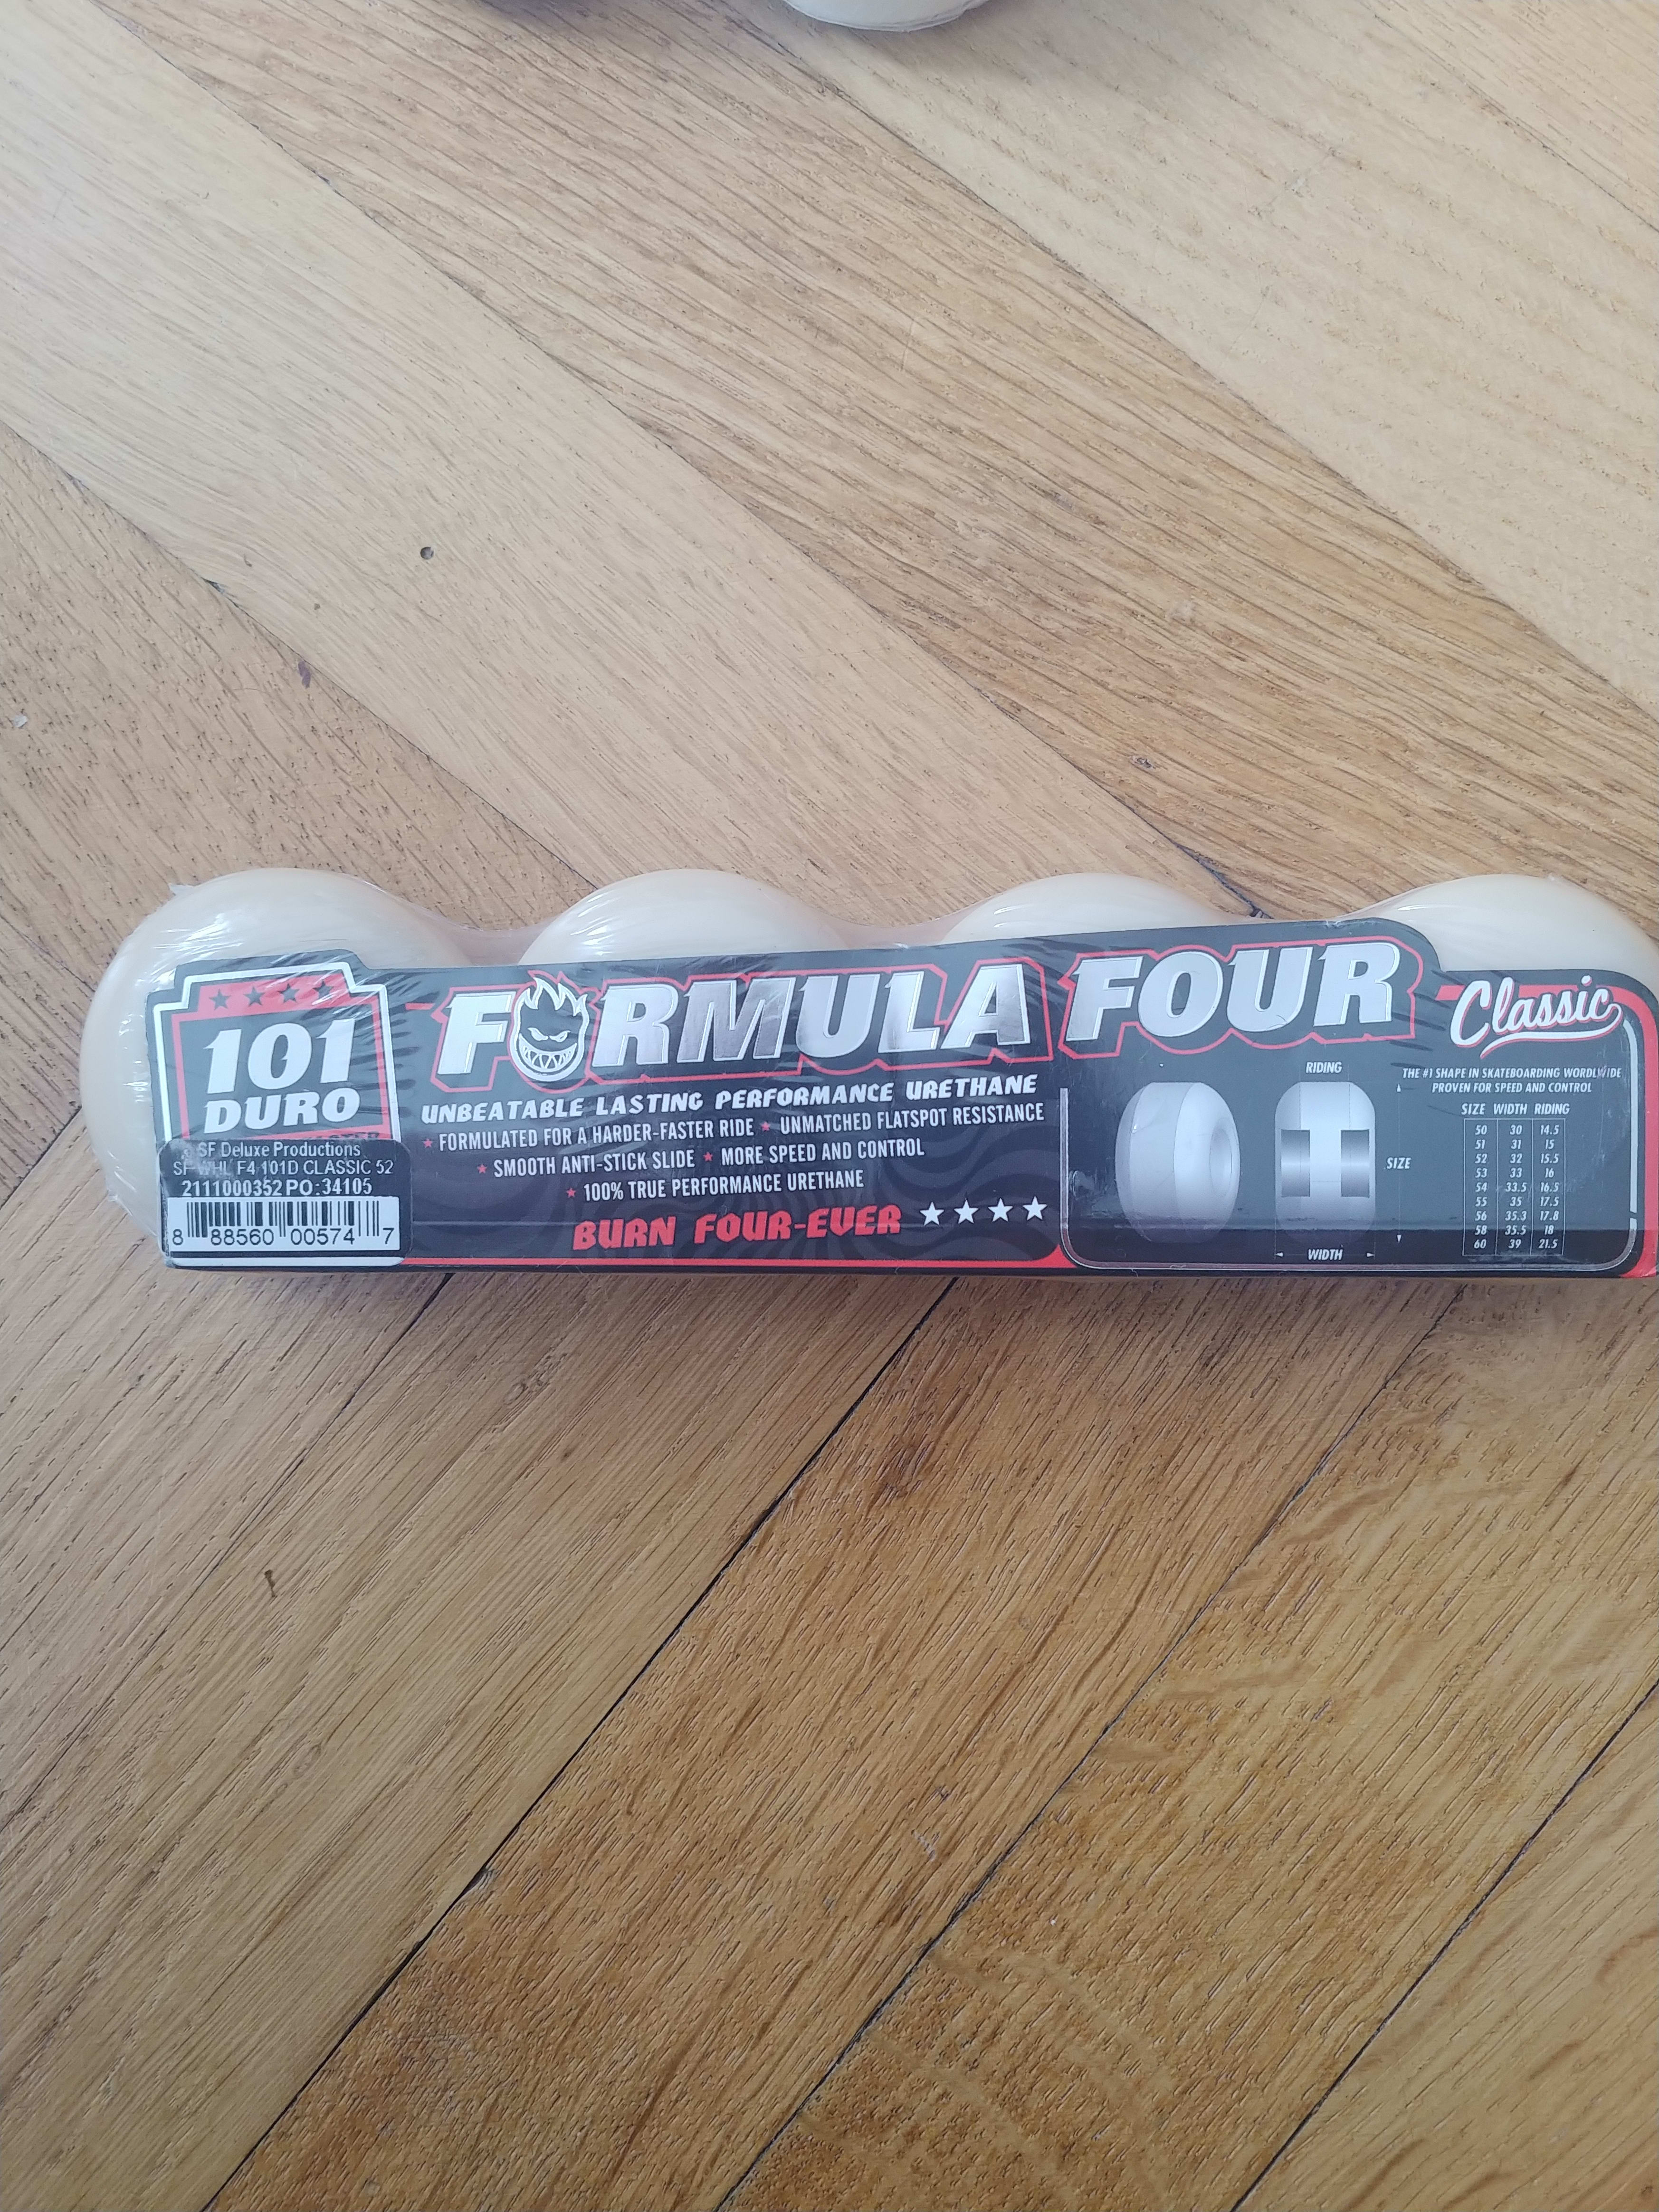 101
DURO
SF Deluxe Productions
SF WHL F4 101D CLASSIC 52
2111000352 PO: 34105
8 88560 00574 7
FORMULA FOUR
UNBEATABLE LASTING PERFORMANCE URETHANE
★ FORMULATED FOR A HARDER-FASTER RIDE ★ UNMATCHED FLATSPOT RESISTANCE
★ SMOOTH ANTI-STICK SLIDE ★ MORE SPEED AND CONTROL
★ 100% TRUE PERFORMANCE URETHANE
BURN FOUR-EVER ★★★★
Classic
RIDING
SIZE
WIDTH
THE #1 SHAPE IN SKATEBOARDING WORLDWIDE
PROVEN FOR SPEED AND CONTROL
SIZE WIDTH RIDING
50 30 14.5
51 31 15
52 32 15.5
53 33 16
54 33.5 16.5
55 35 17.5
56 35.3 17.8
58 35.5 18
60 39 21.5